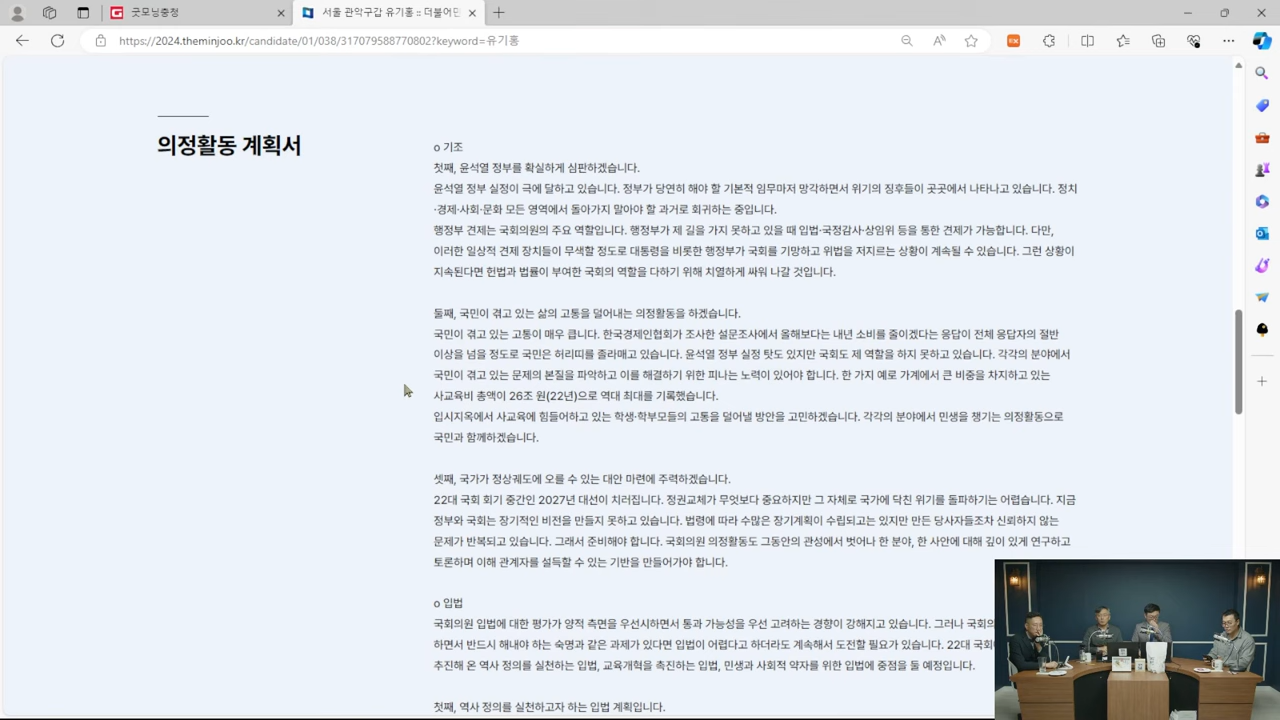 굿모닝충청
서울 관악구갑 유기홍 :: 더불어민
https://2024.theminjoo.kr/candidate/01/038/317079588770802?keyword=유기홍
의정활동 계획서
o 기조
첫째, 윤석열 정부를 확실하게 심판하겠습니다.
윤석열 정부 실정이 극에 달하고 있습니다. 정부가 당연히 해야 할 기본적 임무마저 망각하면서 위기의 징후들이 곳곳에서 나타나고 있습니다. 정치
·경제·사회·문화 모든 영역에서 돌아가지 말아야 할 과거로 회귀하는 중입니다.
행정부 견제는 국회의원의 주요 역할입니다. 행정부가 제 길을 가지 못하고 있을 때 입법·국정감사·상임위 등을 통한 견제가 가능합니다. 다만,
이러한 일상적 견제 장치들이 무색할 정도로 대통령을 비롯한 행정부가 국회를 기망하고 위법을 저지르는 상황이 계속될 수 있습니다. 그런 상황이
지속된다면 헌법과 법률이 부여한 국회의 역할을 다하기 위해 치열하게 싸워 나갈 것입니다.
둘째, 국민이 겪고 있는 삶의 고통을 덜어내는 의정활동을 하겠습니다.
국민이 겪고 있는 고통이 매우 큽니다. 한국경제인협회가 조사한 설문조사에서 올해보다는 내년 소비를 줄이겠다는 응답이 전체 응답자의 절반
이상을 넘을 정도로 국민은 허리띠를 졸라매고 있습니다. 윤석열 정부 실정 탓도 있지만 국회도 제 역할을 하지 못하고 있습니다. 각각의 분야에서
국민이 겪고 있는 문제의 본질을 파악하고 이를 해결하기 위한 피나는 노력이 있어야 합니다. 한 가지 예로 가계에서 큰 비중을 차지하고 있는
사교육비 총액이 26조 원(22년)으로 역대 최대를 기록했습니다.
입시지옥에서 사교육에 힘들어하고 있는 학생·학부모들의 고통을 덜어낼 방안을 고민하겠습니다. 각각의 분야에서 민생을 챙기는 의정활동으로
국민과 함께하겠습니다.
셋째, 국가가 정상궤도에 오를 수 있는 대안 마련에 주력하겠습니다.
22대 국회 회기 중간인 2027년 대선이 치러집니다. 정권교체가 무엇보다 중요하지만 그 자체로 국가에 닥친 위기를 돌파하기는 어렵습니다. 지금
정부와 국회는 장기적인 비전을 만들지 못하고 있습니다. 법령에 따라 수많은 장기계획이 수립되고는 있지만 만든 당사자들조차 신뢰하지 않는
문제가 반복되고 있습니다. 그래서 준비해야 합니다. 국회의원 의정활동도 그동안의 관성에서 벗어나 한 분야, 한 사안에 대해 깊이 있게 연구하고
토론하며 이해 관계자를 설득할 수 있는 기반을 만들어가야 합니다.
o 입법
국회의원 입법에 대한 평가가 양적 측면을 우선시하면서 통과 가능성을 우선 고려하는 경향이 강해지고 있습니다. 그러나 국회의
하면서 반드시 해내야 하는 숙명과 같은 과제가 있다면 입법이 어렵다고 하더라도 계속해서 도전할 필요가 있습니다. 22대 국회
추진해 온 역사 정의를 실천하는 입법, 교육개혁을 촉진하는 입법, 민생과 사회적 약자를 위한 입법에 중점을 둘 예정입니다.
첫째, 역사 정의를 실천하고자 하는 입법 계획입니다.